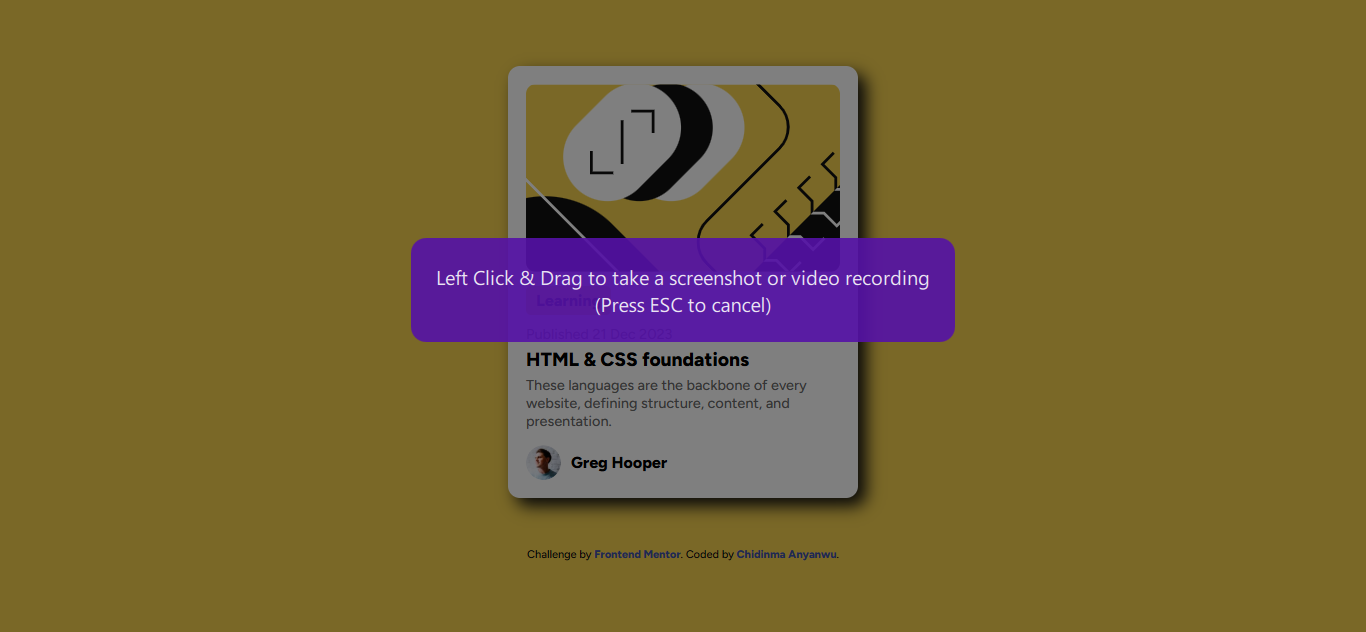 Left Click & Drag to take a screenshot or video recording
(Press ESC to cancel)
Learning
Published 21 Dec 2023
HTML & CSS foundations
These languages are the backbone of every
website, defining structure, content, and
presentation.
Greg Hooper
Challenge by Frontend Mentor. Coded by Chidinma Anyanwu.